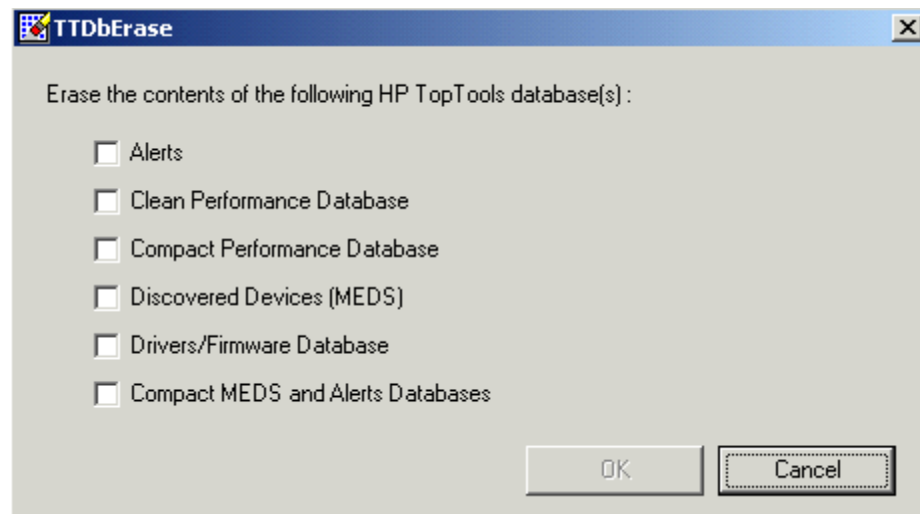 TTDbErase
Erase the contents of the following HP TopTools database(s) :
Alerts
Clean Performance Database
Compact Performance Database
Discovered Devices (MEDS)
Drivers/Firmware Database
Compact MEDS and Alerts Databases
OK Cancel